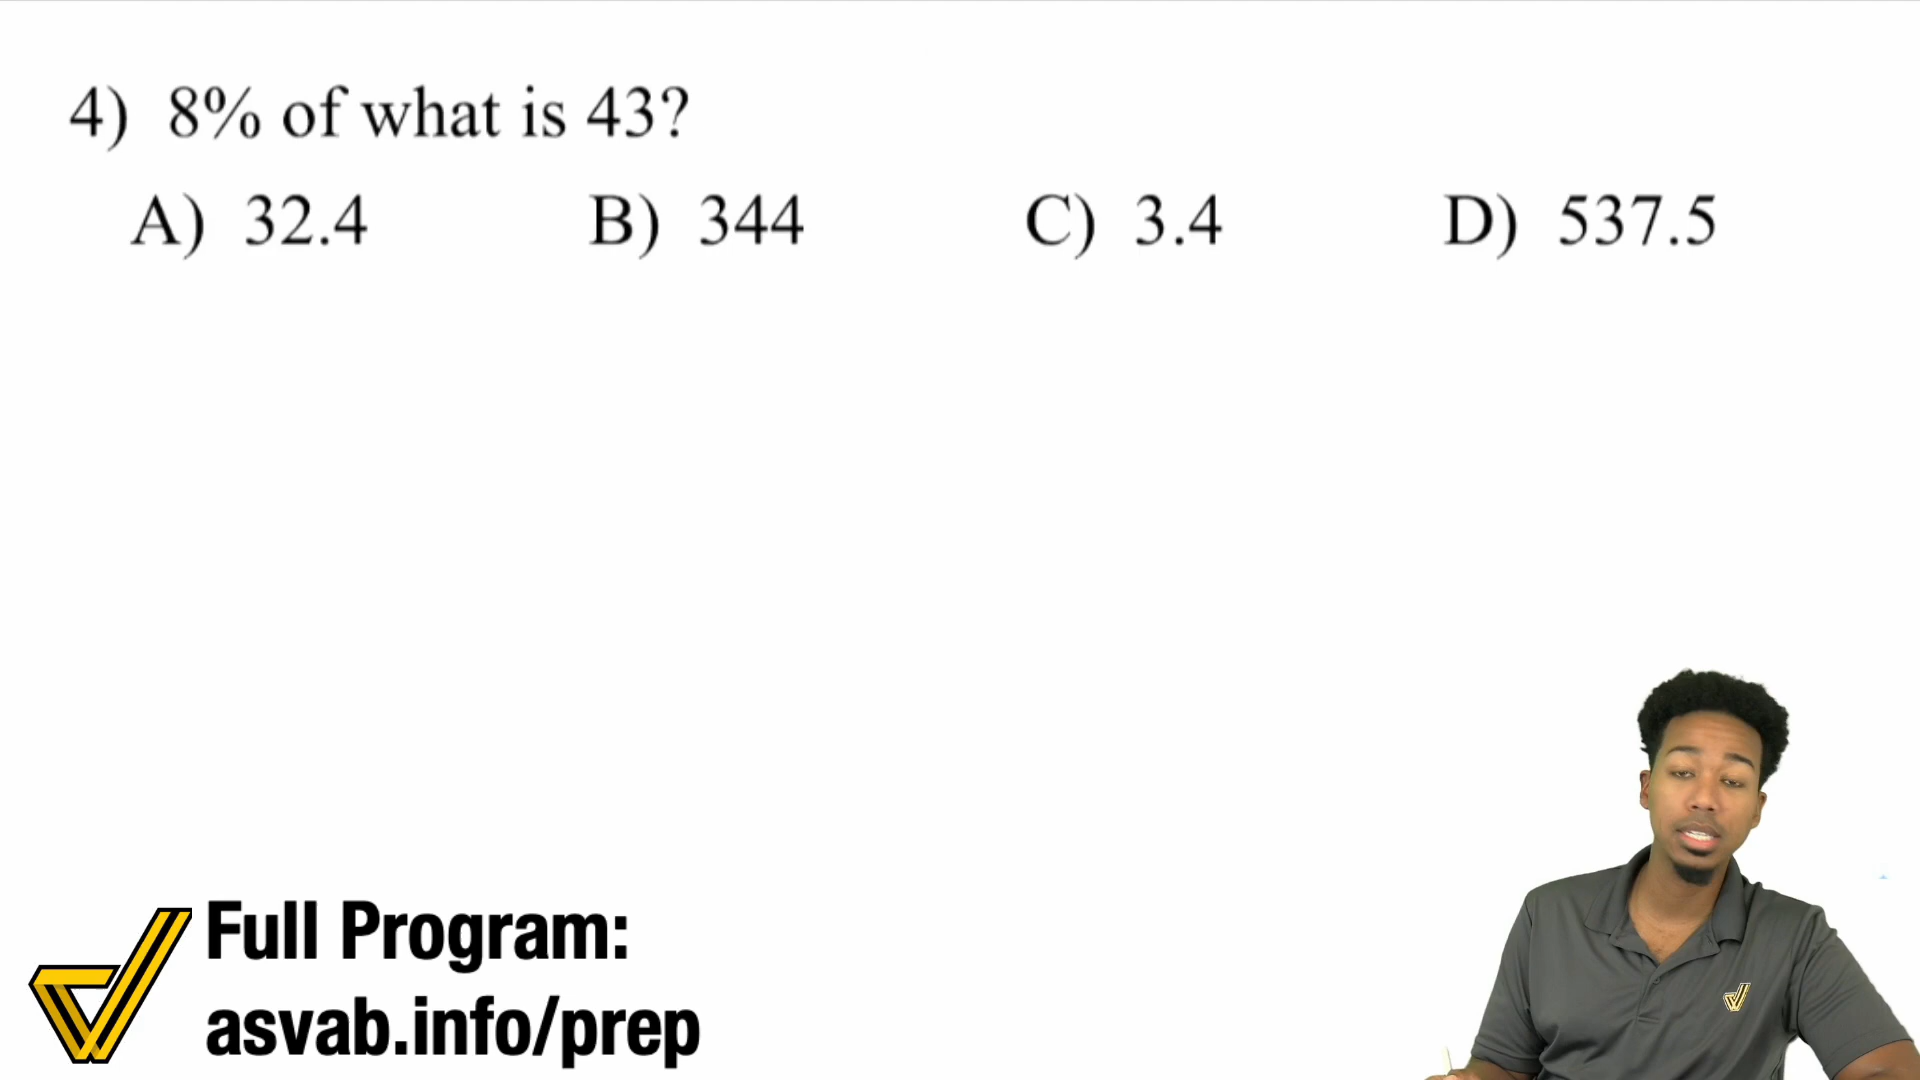 4) 8% of what is 43?
A) 32.4 B) 344 C) 3.4 D) 537.5
Full Program:
asvab.info/prep